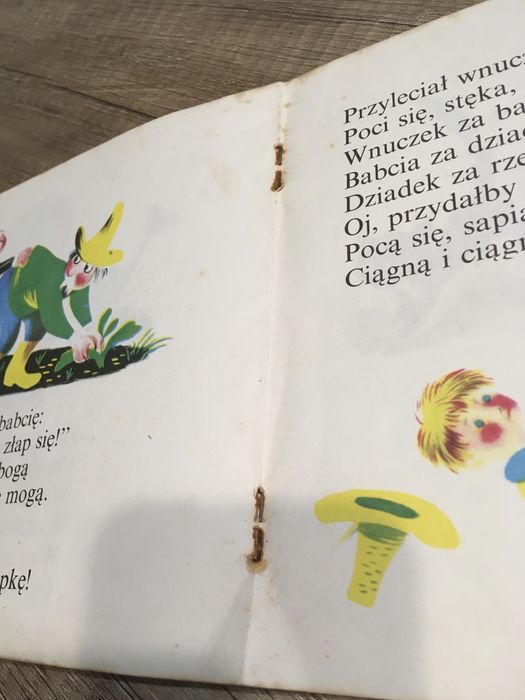 babcię:
złap się!”
bogą
mogą.
pkę!
Przyleciał wnucz
Poci się, stęka,
Wnuczek za ba
Babcia za dziad
Dziadek za rze
Oj, przydałby
Pocą się, sapią
Ciągną i ciągn